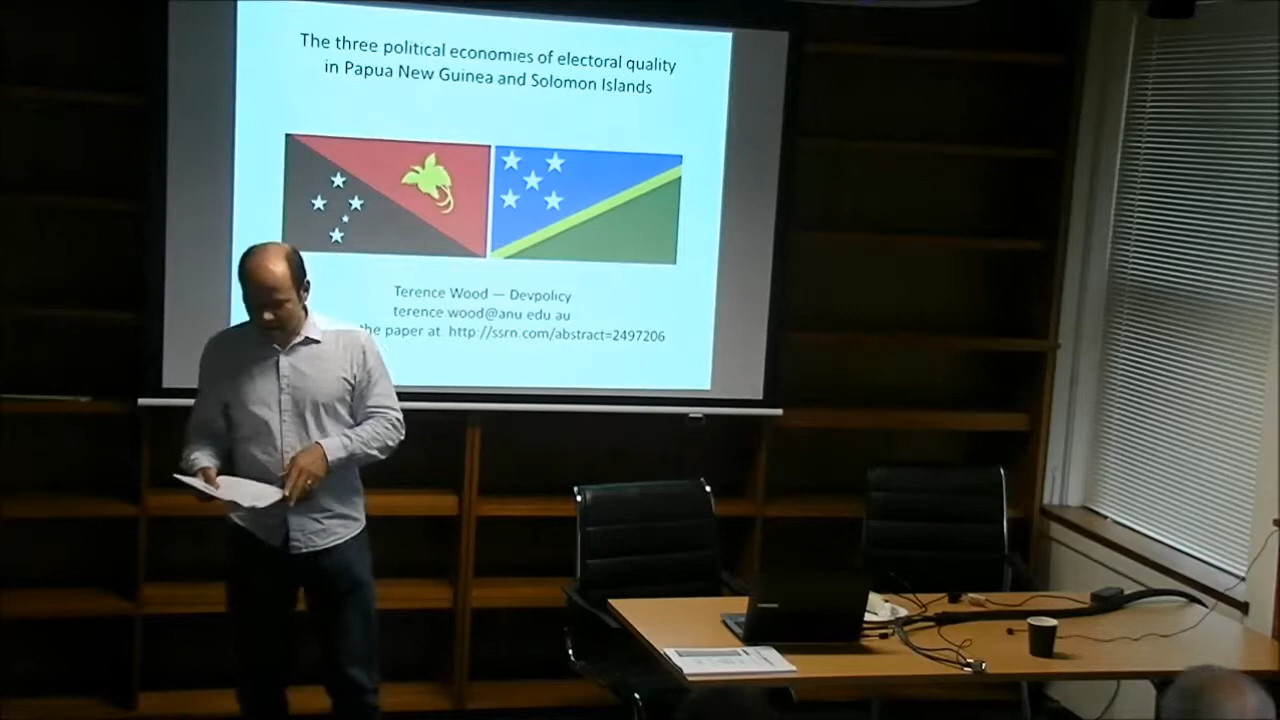 The three political economies of electoral quality
in Papua New Guinea and Solomon Islands
Terence Wood — Devpolicy
terence.wood@anu.edu.au
the paper at: http://ssrn.com/abstract=2497206